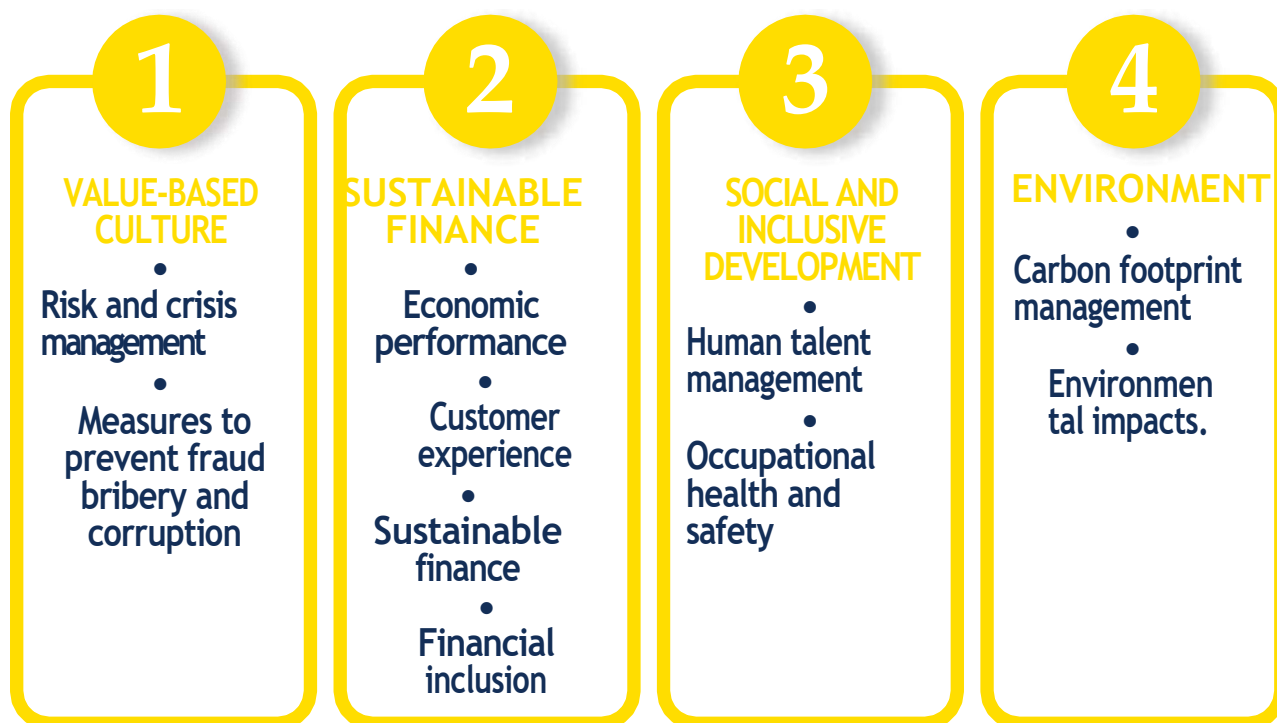 1
VALUE-BASED
CULTURE
•
Risk and crisis
management
•
Measures to
prevent fraud
bribery and
corruption
2
SUSTAINABLE
FINANCE
•
Economic
performance
•
Customer
experience
•
Sustainable
finance
•
Financial
inclusion
3
SOCIAL AND
INCLUSIVE
DEVELOPMENT
•
Human talent
management
•
Occupational
health and
safety
4
ENVIRONMENT
•
Carbon footprint
management
•
Environmen
tal impacts.